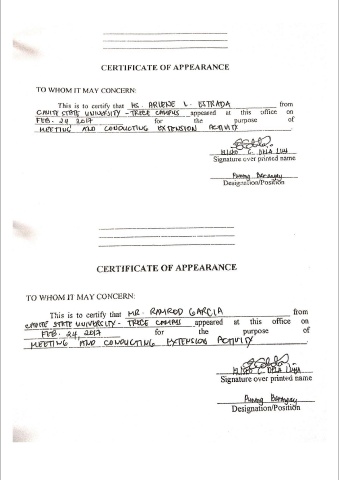 CERTIFICATE OF APPEARANCE
TO WHOM IT MAY CONCERN:
This is to certify that MS. ARLENE L. ESTRADA from
CAVITE STATE UNIVERSITY - TRECE CAMPUS appeared at this office on
FEB. 24, 2017 for the purpose of
MEETING AND CONDUCTING EXTENSION ACTIVITY.
C. DELA
Signature over printed name
Punong Barangay
Designation/Position
CERTIFICATE OF APPEARANCE
TO WHOM IT MAY CONCERN:
This is to certify that MR. RAMROD GARCIA from
CAVITE STATE UNIVERSITY - TRECE CAMPUS appeared at this office on
FEB. 24, 2017 for the purpose of
MEETING AND CONDUCTING EXTENSION ACTIVITY.
C. DELA
Signature over printed name
Punong Barangay
Designation/Position